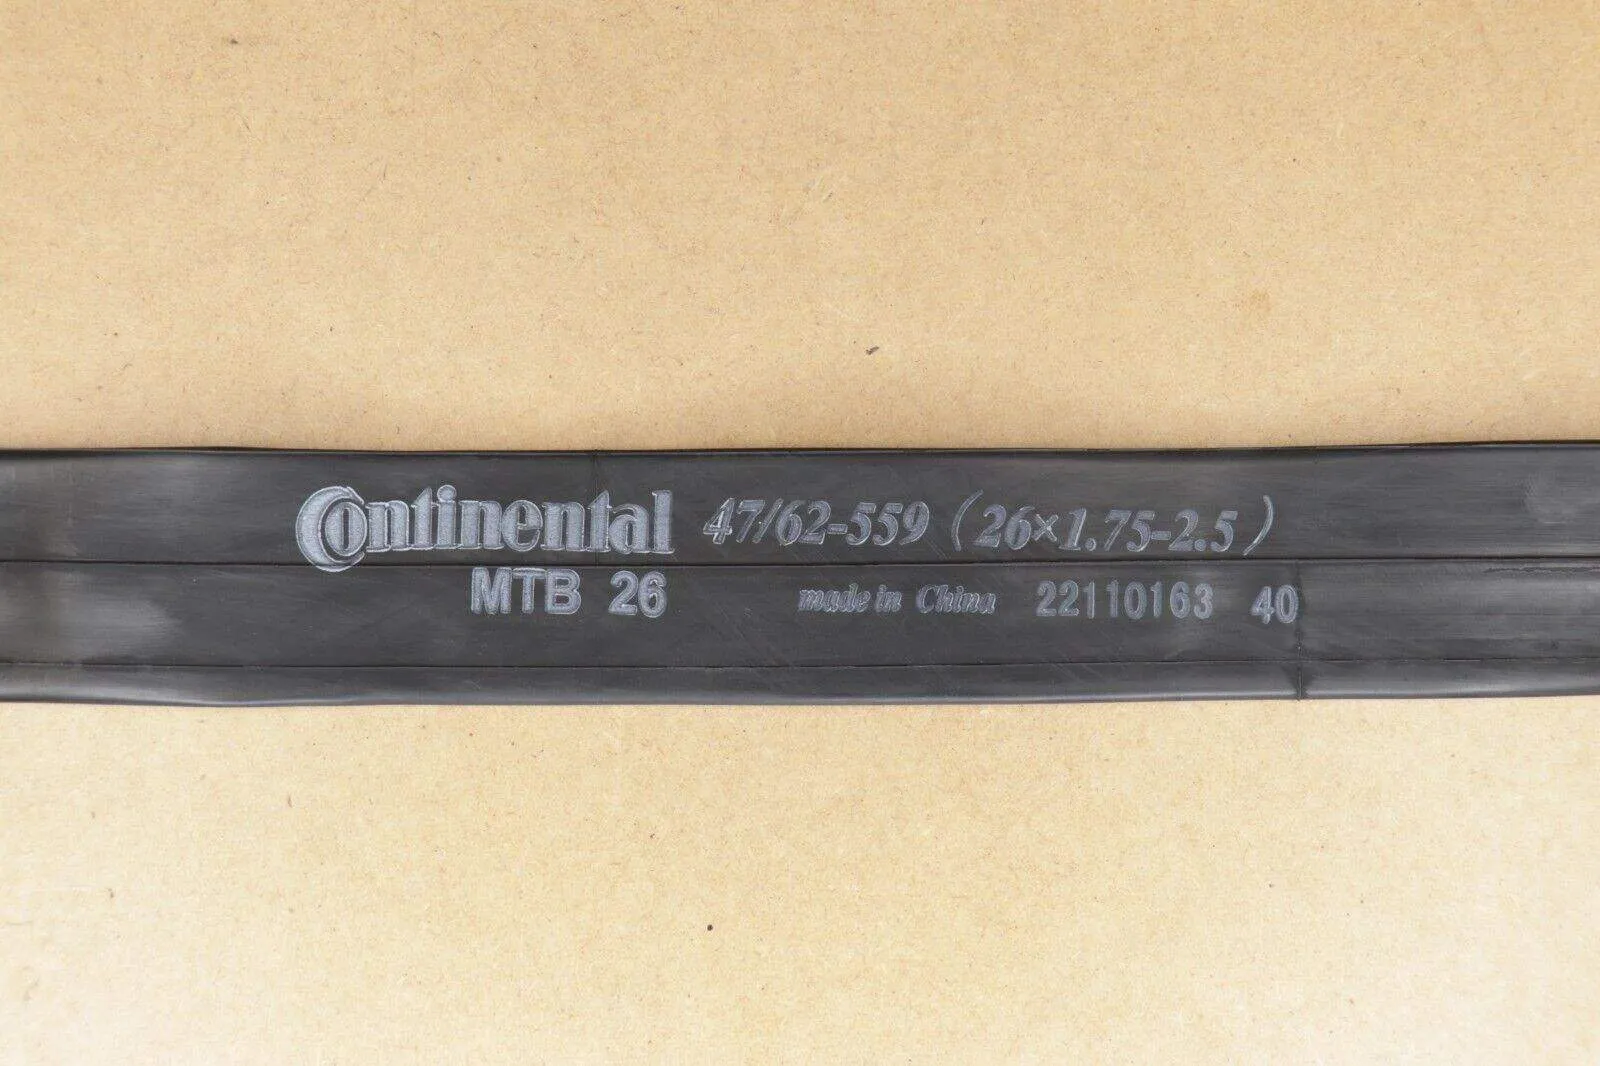 Continental 47/62-559 (26×1.75-2.5)
MTB 26 made in China 22110163 40